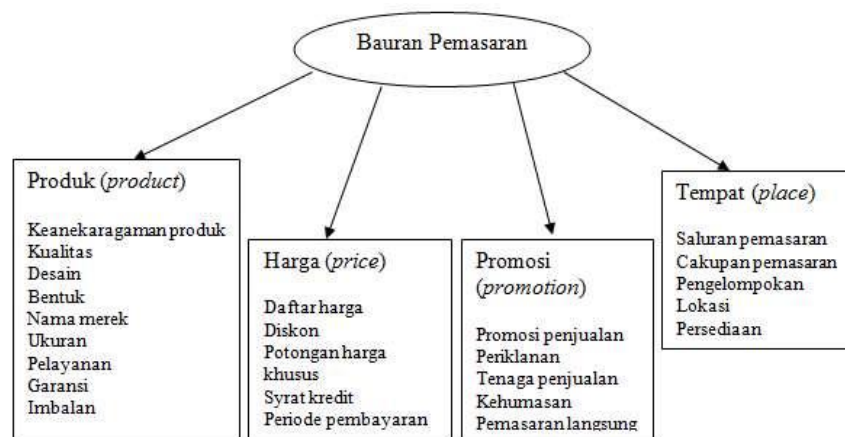 Bauran Pemasaran
Produk (product)
Keanekaragaman produk
Kualitas
Desain
Bentuk
Nama merek
Ukuran
Pelayanan
Garansi
Imbalan
Harga (price)
Daftar harga
Diskon
Potongan harga
khusus
Syrat kredit
Periode pembayaran
Promosi
(promotion)
Promosi penjualan
Periklanan
Tenaga penjualan
Kehumasan
Pemasaran langsung
Tempat (place)
Saluran pemasaran
Cakupan pemasaran
Pengelompokan
Lokasi
Persediaan